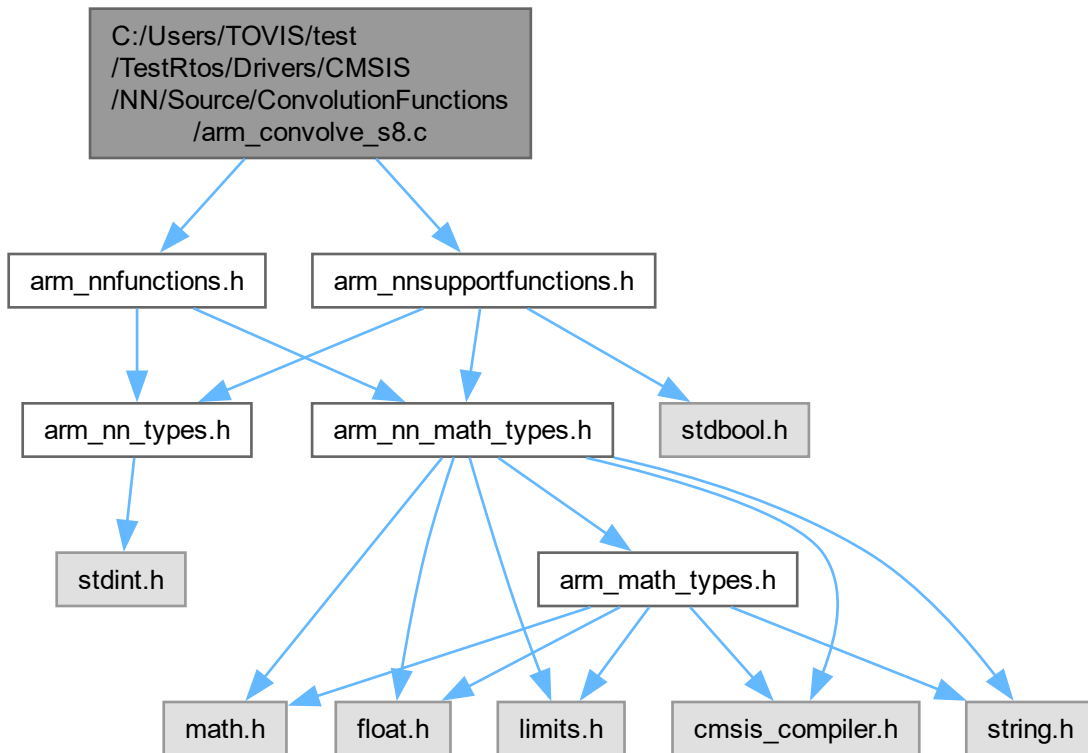 C:/Users/TOVIS/test
/TestRtos/Drivers/CMSIS
/NN/Source/ConvolutionFunctions
/arm_convolve_s8.c
arm_nnfunctions.h
arm_nnsupportfunctions.h
arm_nn_types.h
arm_nn_math_types.h
stdbool.h
stdint.h
arm_math_types.h
math.h
float.h
limits.h
cmsis_compiler.h
string.h